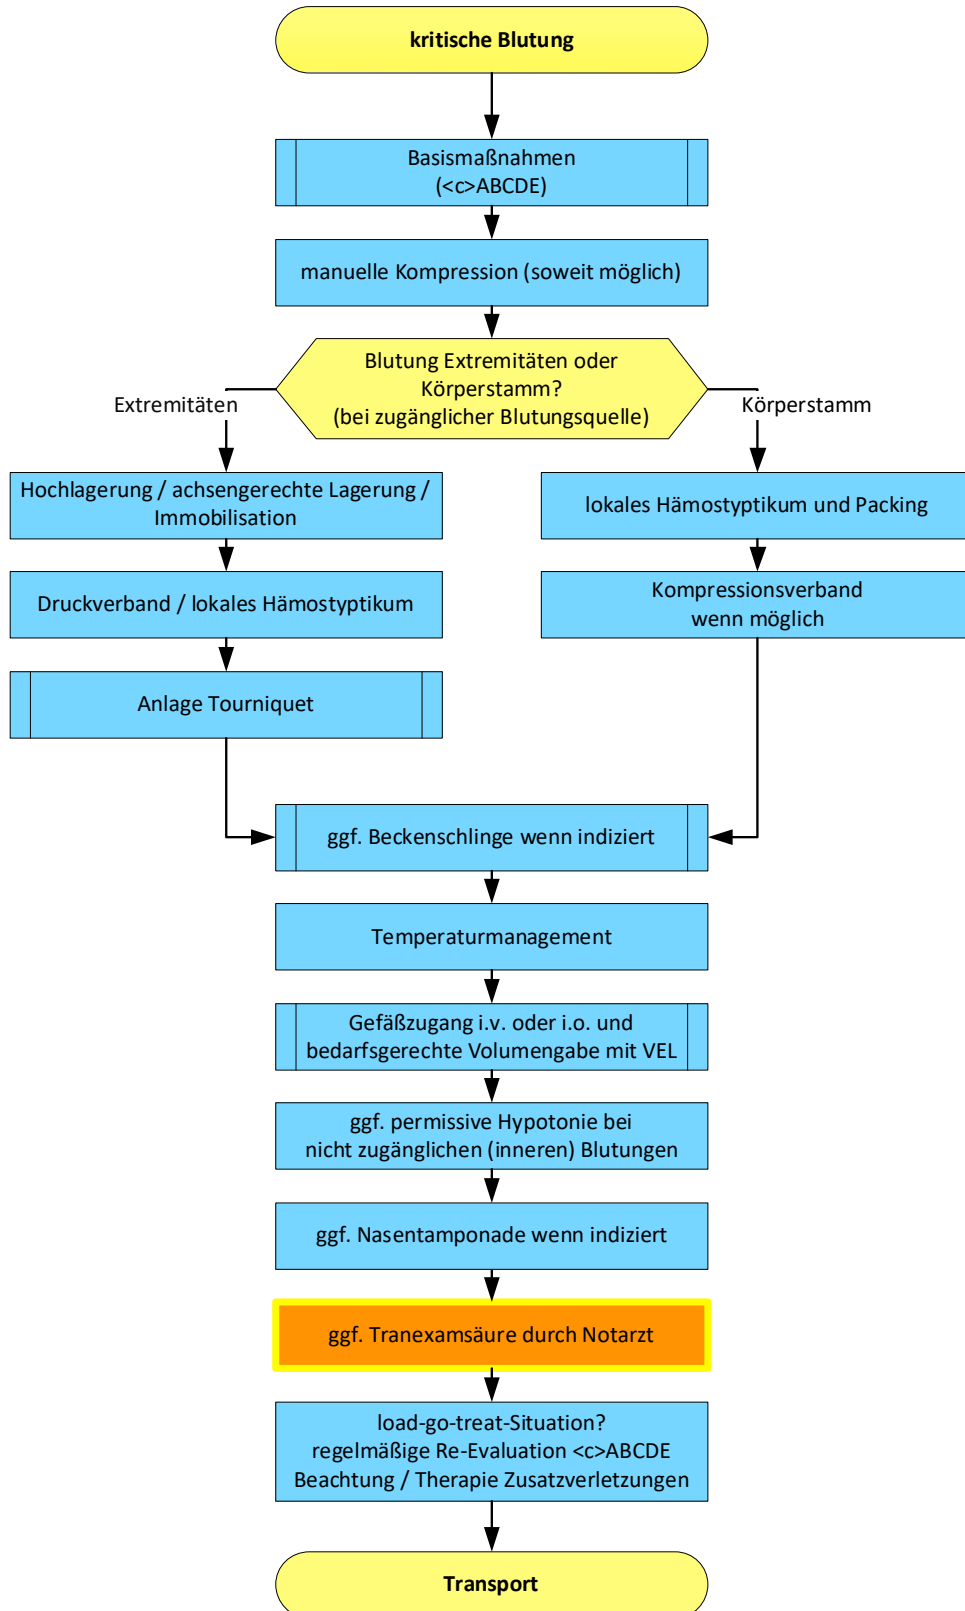 kritische Blutung
Basismaßnahmen
(<c>ABCDE)
manuelle Kompression (soweit möglich)
Blutung Extremitäten oder
Körperstamm?
(bei zugänglicher Blutungsquelle)
Extremitäten
Körperstamm
Hochlagerung / achsengerechte Lagerung /
Immobilisation
lokales Hämostyptikum und Packing
Druckverband / lokales Hämostyptikum
Kompressionsverband
wenn möglich
Anlage Tourniquet
ggf. Beckenschlinge wenn indiziert
Temperaturmanagement
Gefäßzugang i.v. oder i.o. und
bedarfsgerechte Volumengabe mit VEL
ggf. permissive Hypotonie bei
nicht zugänglichen (inneren) Blutungen
ggf. Nasentamponade wenn indiziert
ggf. Tranexamsäure durch Notarzt
load-go-treat-Situation?
regelmäßige Re-Evaluation <c>ABCDE
Beachtung / Therapie Zusatzverletzungen
Transport